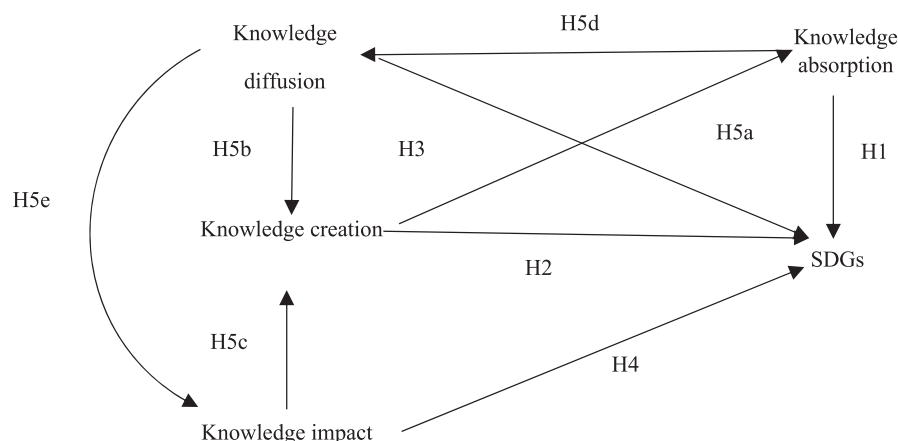 Knowledge
diffusion
H5d
Knowledge
absorption
H5b
H3
H5a
H1
H5e
Knowledge creation
H2
SDGs
H5c
H4
Knowledge impact